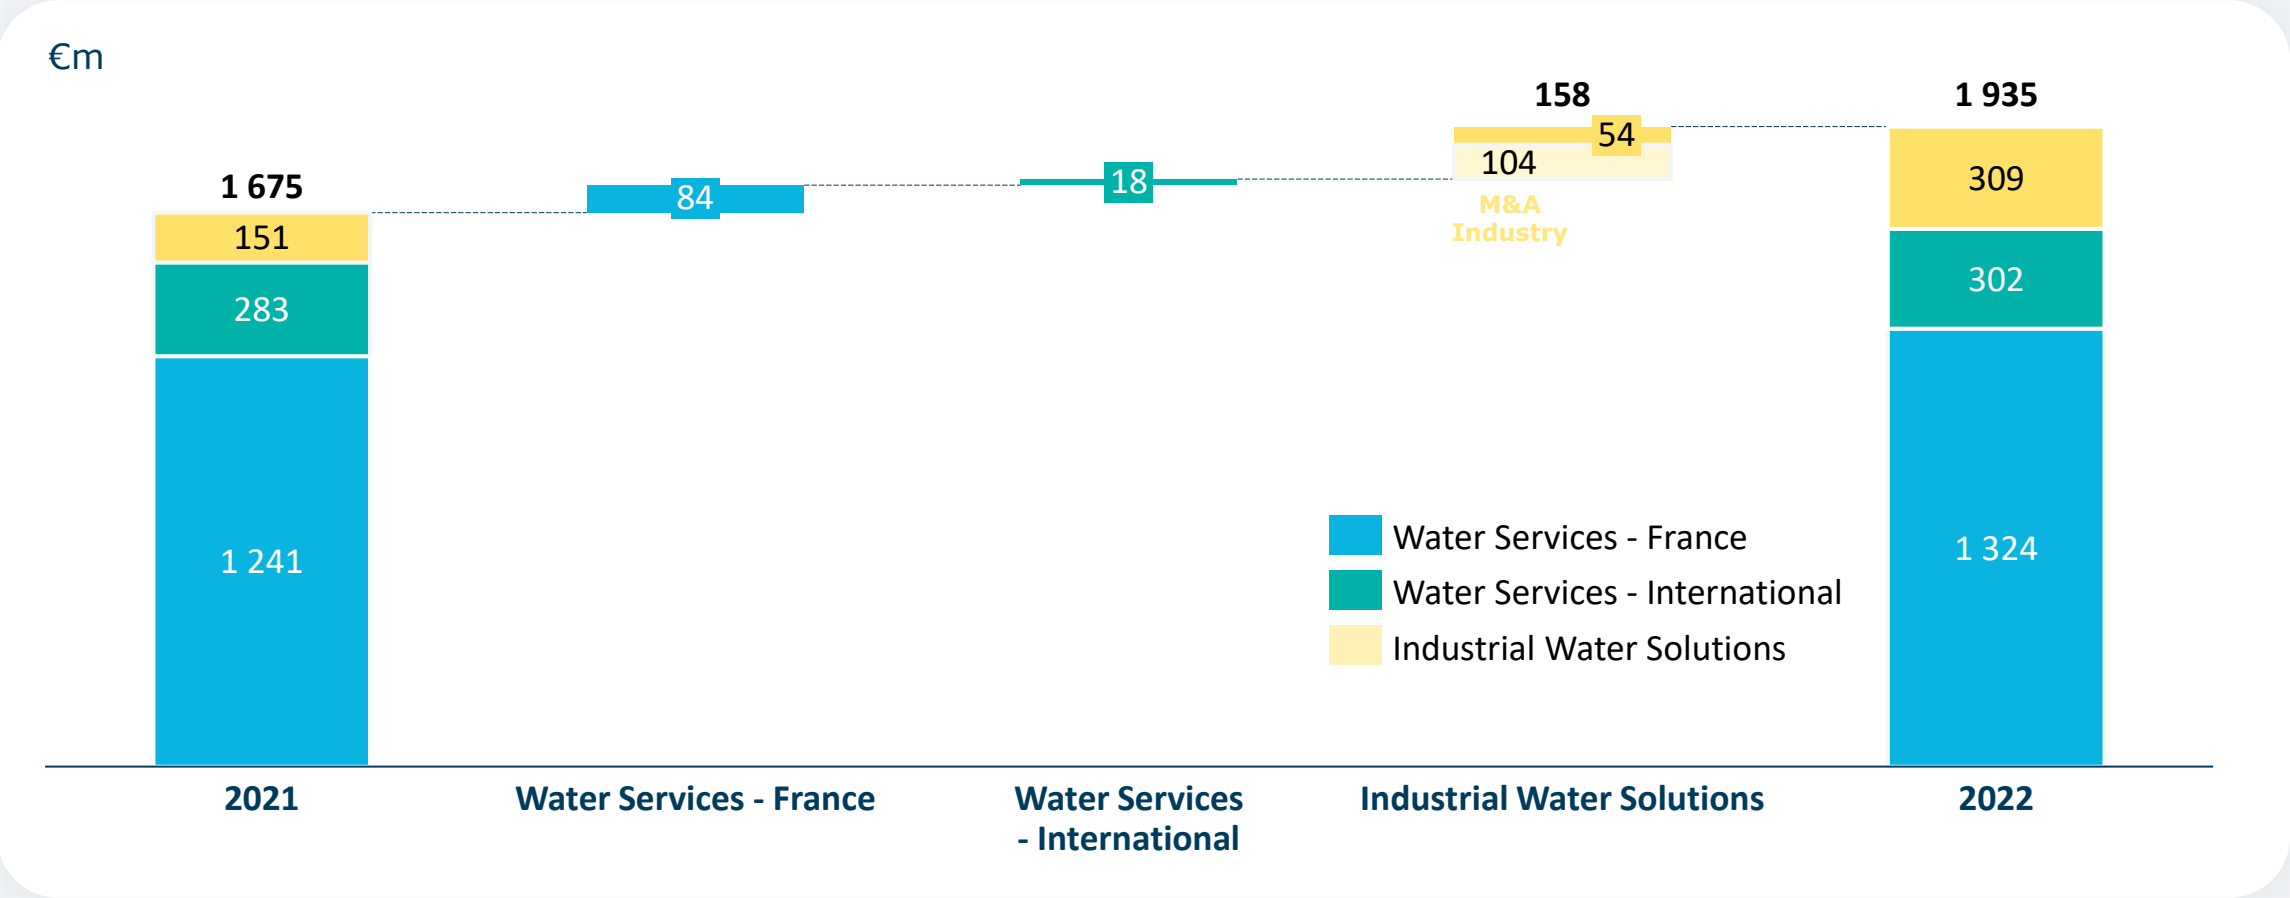 €m
1 675
151
283
1 241
84
18
158
54
104
M&A
Industry
1 935
309
302
1 324
Water Services - France
Water Services - International
Industrial Water Solutions
2021
Water Services - France
Water Services
- International
Industrial Water Solutions
2022